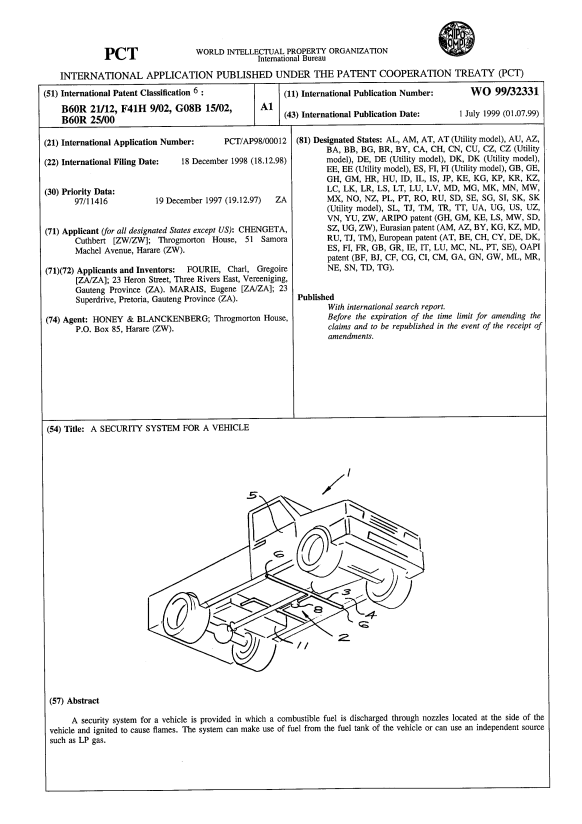 PCT
WORLD INTELLECTUAL PROPERTY ORGANIZATION
International Bureau
WIPO
OMPI
INTERNATIONAL APPLICATION PUBLISHED UNDER THE PATENT COOPERATION TREATY (PCT)
(51) International Patent Classification 6 :
B60R 21/12, F41H 9/02, G08B 15/02,
B60R 25/00
A1
(11) International Publication Number: WO 99/32331
(43) International Publication Date: 1 July 1999 (01.07.99)
(21) International Application Number: PCT/AP98/00012
(22) International Filing Date: 18 December 1998 (18.12.98)
(30) Priority Data:
97/11416 19 December 1997 (19.12.97) ZA
(71) Applicant (for all designated States except US): CHENGETA,
Cuthbert [ZW/ZW]; Throgmorton House, 51 Samora
Machel Avenue, Harare (ZW).
(71)(72) Applicants and Inventors: FOURIE, Charl, Gregoire
[ZA/ZA]; 23 Heron Street, Three Rivers East, Vereeniging,
Gauteng Province (ZA). MARAIS, Eugene [ZA/ZA]; 23
Superdrive, Pretoria, Gauteng Province (ZA).
(74) Agent: HONEY & BLANCKENBERG; Throgmorton House,
P.O. Box 85, Harare (ZW).
(81) Designated States: AL, AM, AT, AT (Utility model), AU, AZ,
BA, BB, BG, BR, BY, CA, CH, CN, CU, CZ, CZ (Utility
model), DE, DE (Utility model), DK, DK (Utility model),
EE, EE (Utility model), ES, FI, FI (Utility model), GB, GE,
GH, GM, HR, HU, ID, IL, IS, JP, KE, KG, KP, KR, KZ,
LC, LK, LR, LS, LT, LU, LV, MD, MG, MK, MN, MW,
MX, NO, NZ, PL, PT, RO, RU, SD, SE, SG, SI, SK, SK
(Utility model), SL, TJ, TM, TR, TT, UA, UG, US, UZ,
VN, YU, ZW, ARIPO patent (GH, GM, KE, LS, MW, SD,
SZ, UG, ZW), Eurasian patent (AM, AZ, BY, KG, KZ, MD,
RU, TJ, TM), European patent (AT, BE, CH, CY, DE, DK,
ES, FI, FR, GB, GR, IE, IT, LU, MC, NL, PT, SE), OAPI
patent (BF, BJ, CF, CG, CI, CM, GA, GN, GW, ML, MR,
NE, SN, TD, TG).
Published
With international search report.
Before the expiration of the time limit for amending the
claims and to be republished in the event of the receipt of
amendments.
(54) Title: A SECURITY SYSTEM FOR A VEHICLE
1
5
6
3
8
4
6
2
11
(57) Abstract
A security system for a vehicle is provided in which a combustible fuel is discharged through nozzles located at the side of the
vehicle and ignited to cause flames. The system can make use of fuel from the fuel tank of the vehicle or can use an independent source
such as LP gas.